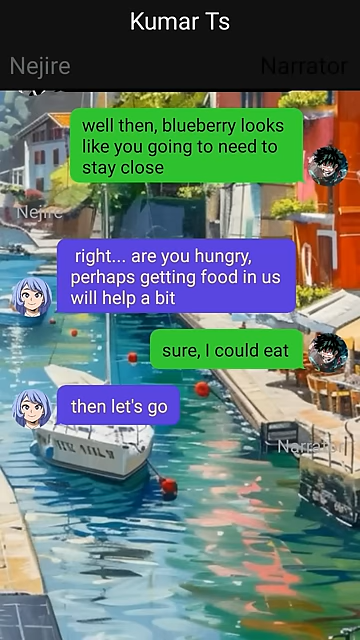 Kumar Ts
Nejire
Narrator
well then, blueberry looks
like you going to need to
stay close
Nejire
right... are you hungry,
perhaps getting food in us
will help a bit
sure, I could eat
then let's go
Narrator